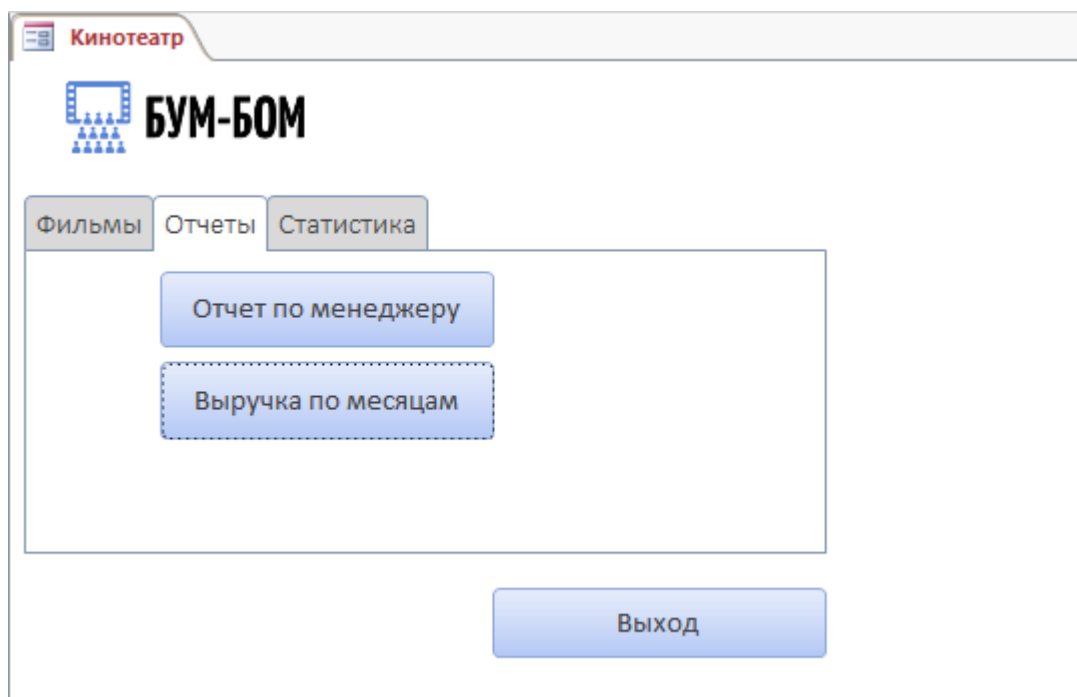 Кинотеатр
БУМ-БОМ
Фильмы Отчеты Статистика
Отчет по менеджеру
Выручка по месяцам
Выход